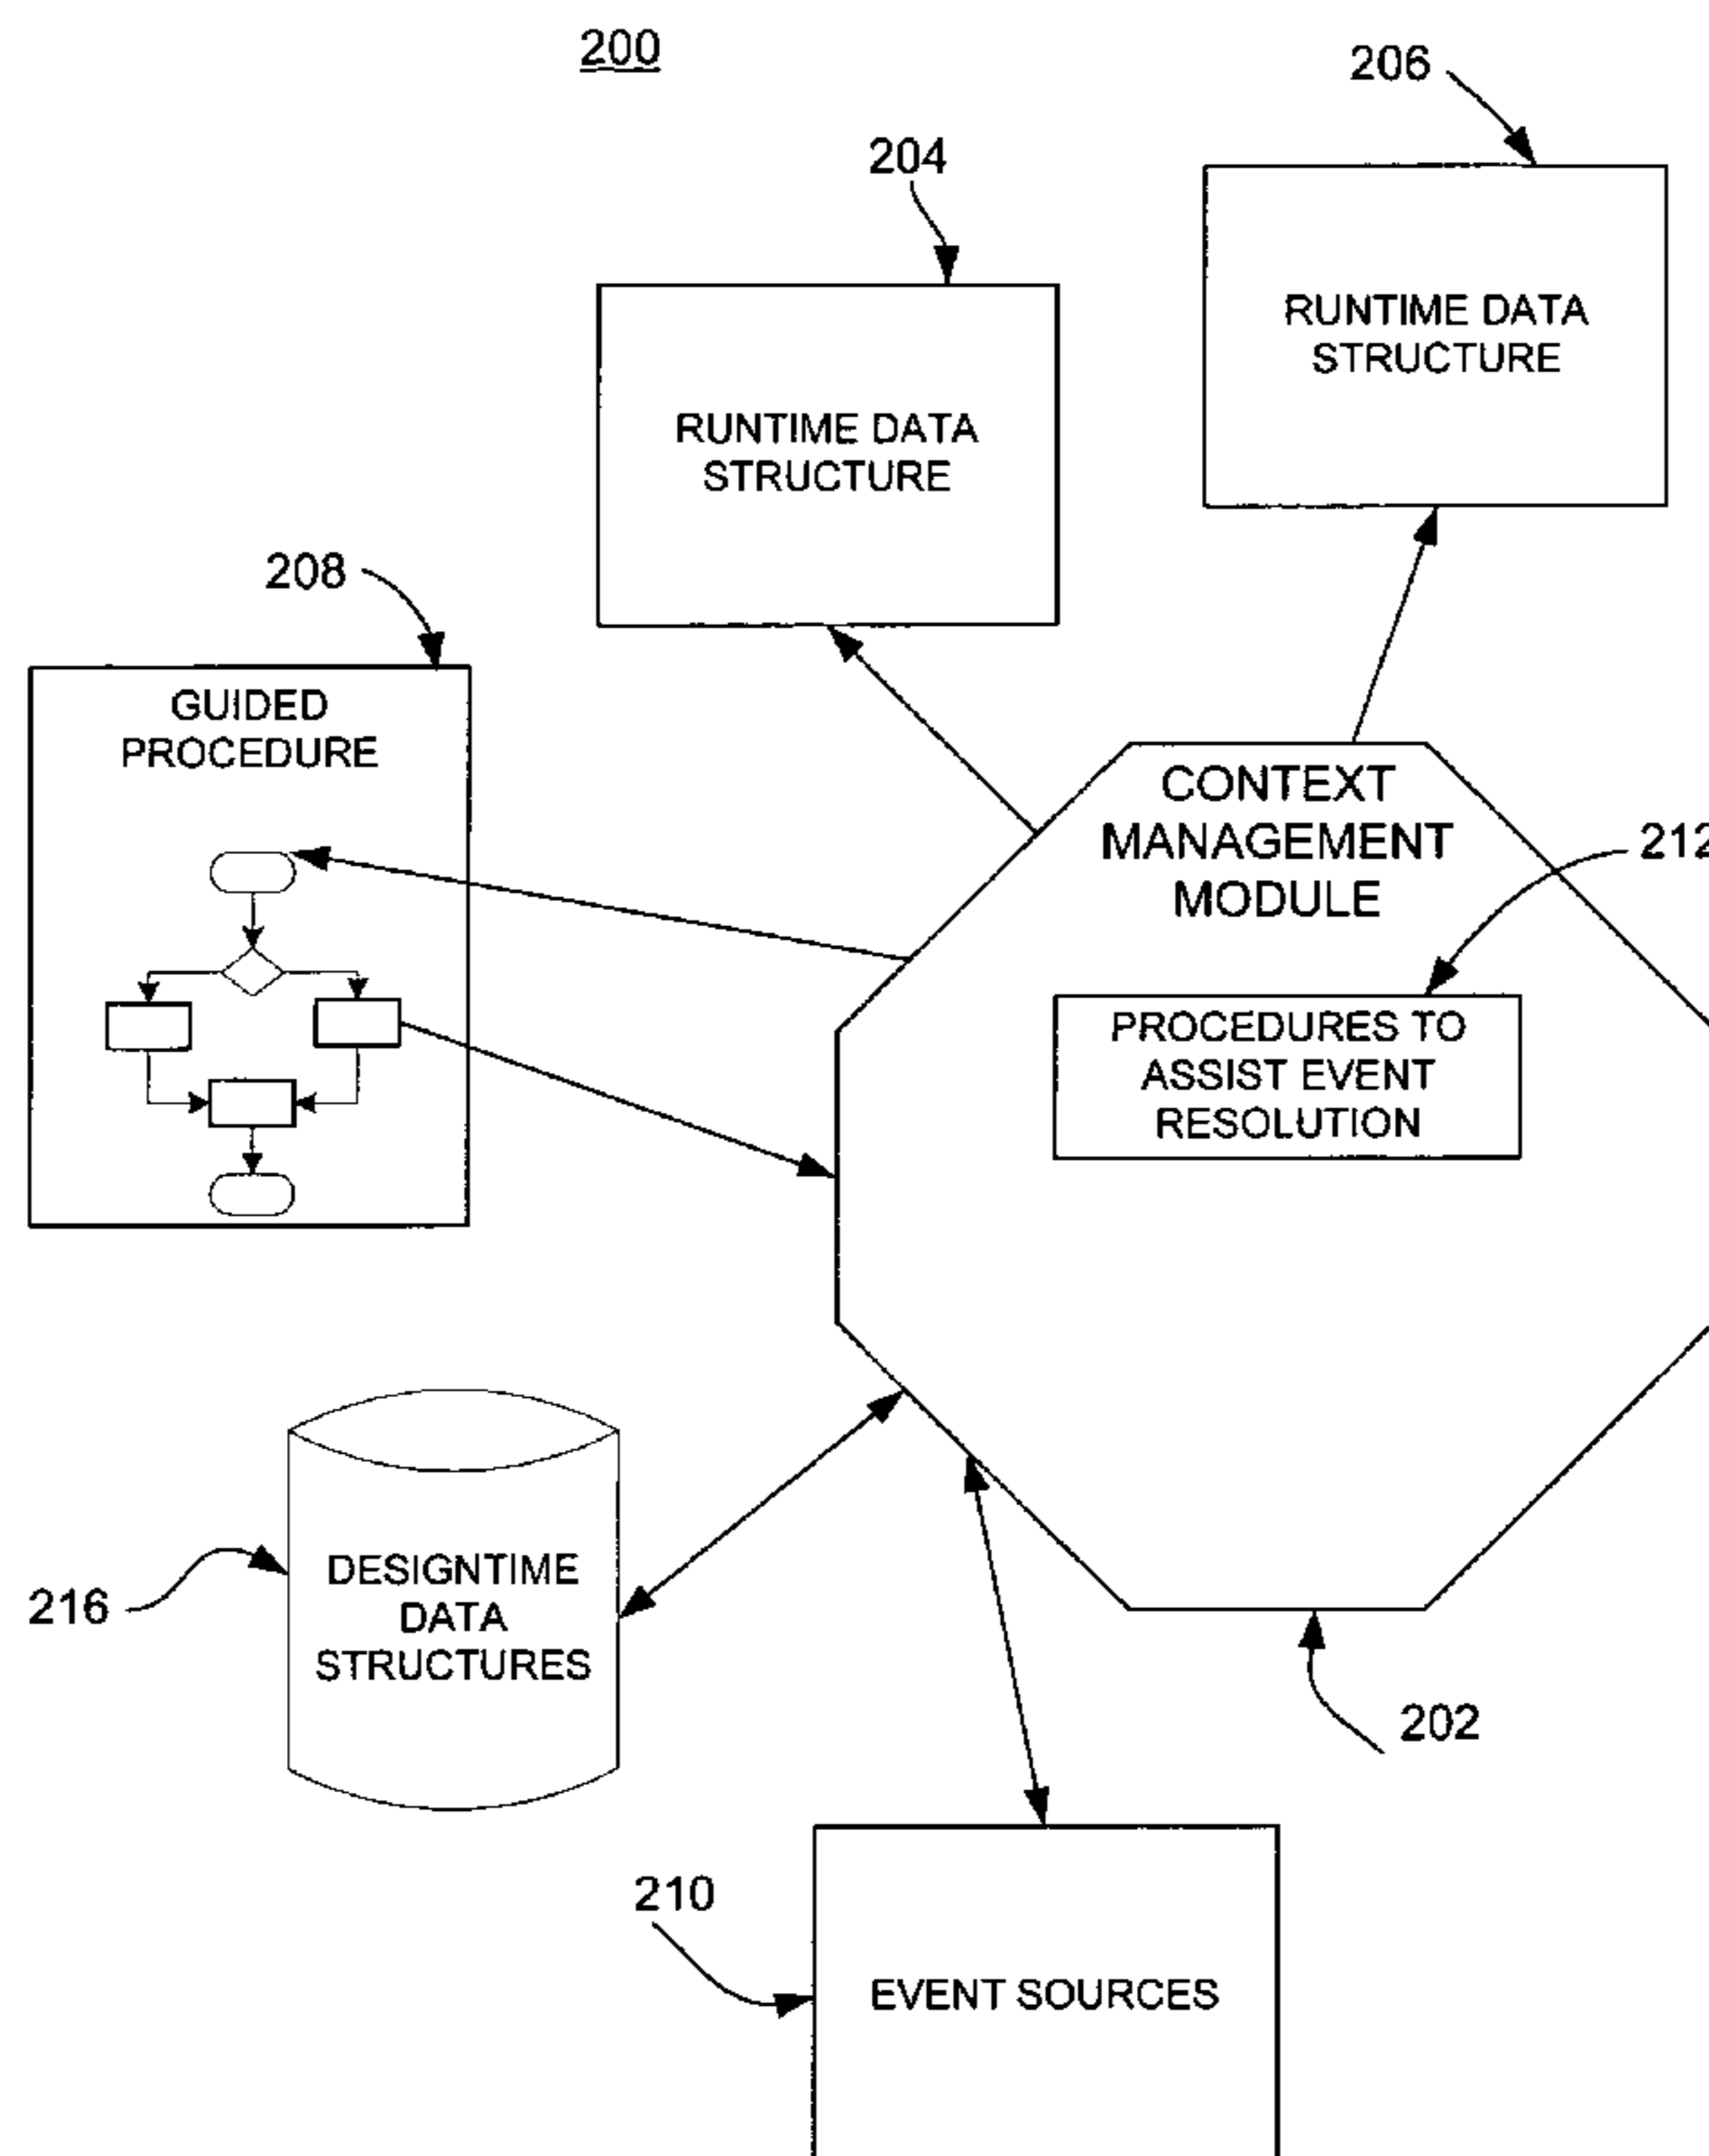 200
206
204
RUNTIME DATA
STRUCTURE
RUNTIME DATA
STRUCTURE
208
GUIDED
PROCEDURE
CONTEXT
MANAGEMENT
MODULE
212
PROCEDURES TO
ASSIST EVENT
RESOLUTION
DESIGNTIME
DATA
STRUCTURES
216
202
210
EVENT SOURCES